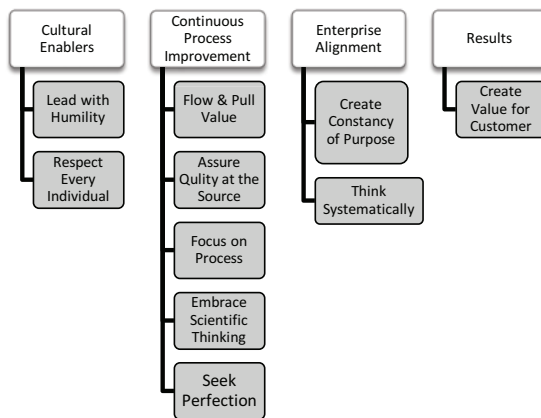 Cultural
Enablers
Lead with
Humility
Respect
Every
Individual
Continuous
Process
Improvement
Flow & Pull
Value
Assure
Qulity at the
Source
Focus on
Process
Embrace
Scientific
Thinking
Seek
Perfection
Enterprise
Alignment
Create
Constancy
of Purpose
Think
Systematically
Results
Create
Value for
Customer